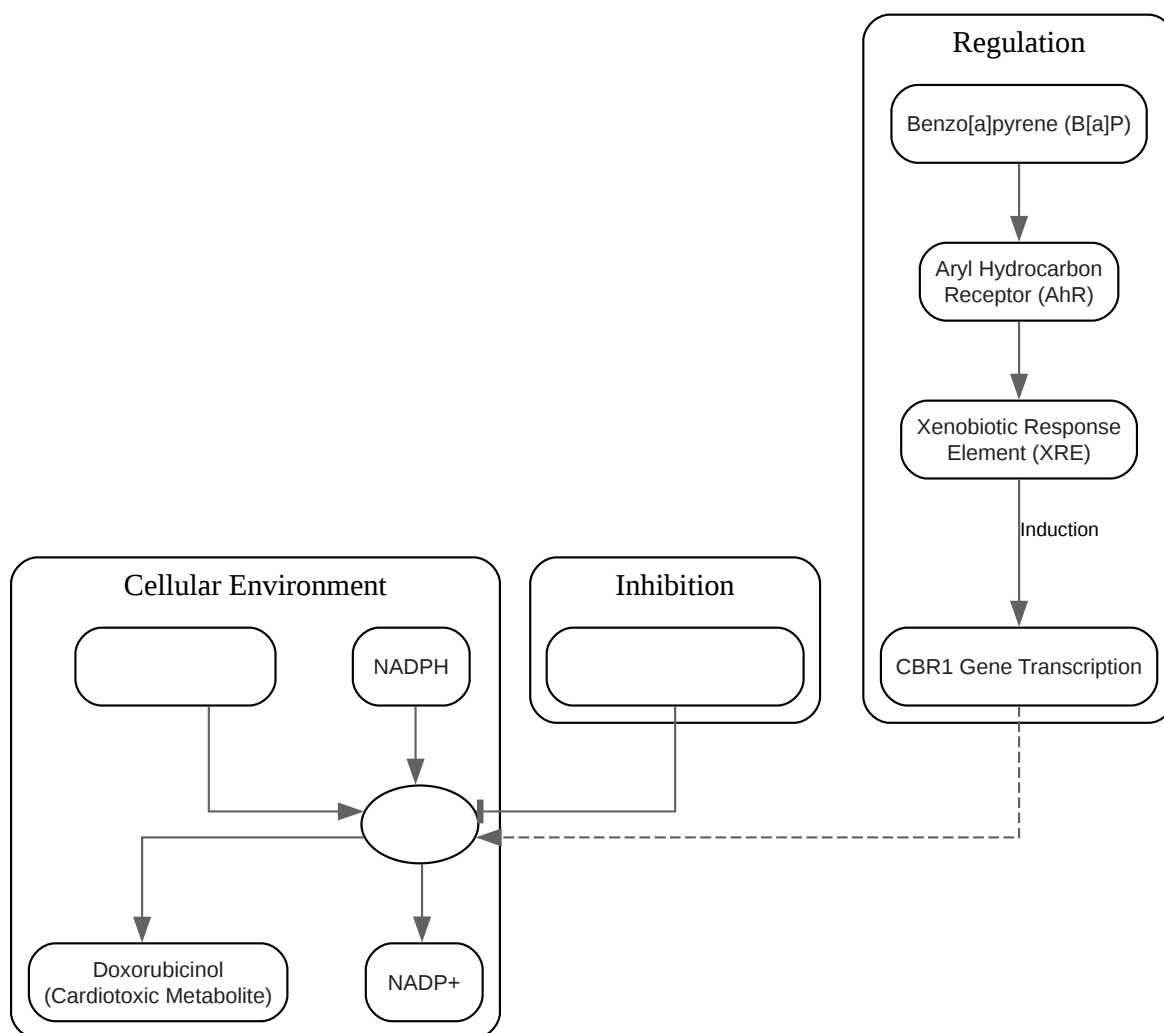 Regulation
Benzo[a]pyrene (B[a]P)
Aryl Hydrocarbon
Receptor (AhR)
Xenobiotic Response
Element (XRE)
Induction
Cellular Environment
Inhibition
NADPH
CBR1 Gene Transcription
Doxorubicinol
(Cardiotoxic Metabolite)
NADP+